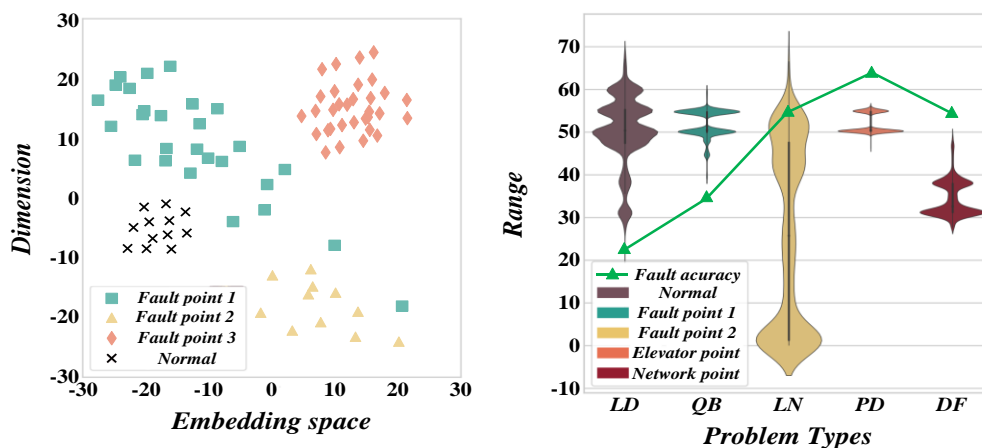 30
20
10
0
-10
-20
-30
Dimension
Fault point 1
Fault point 2
Fault point 3
Normal
-30 -20 -10 0 10 20 30
Embedding space
70
60
50
40
30
20
10
0
-10
Range
Fault acuracy
Normal
Fault point 1
Fault point 2
Elevator point
Network point
LD QB LN PD DF
Problem Types